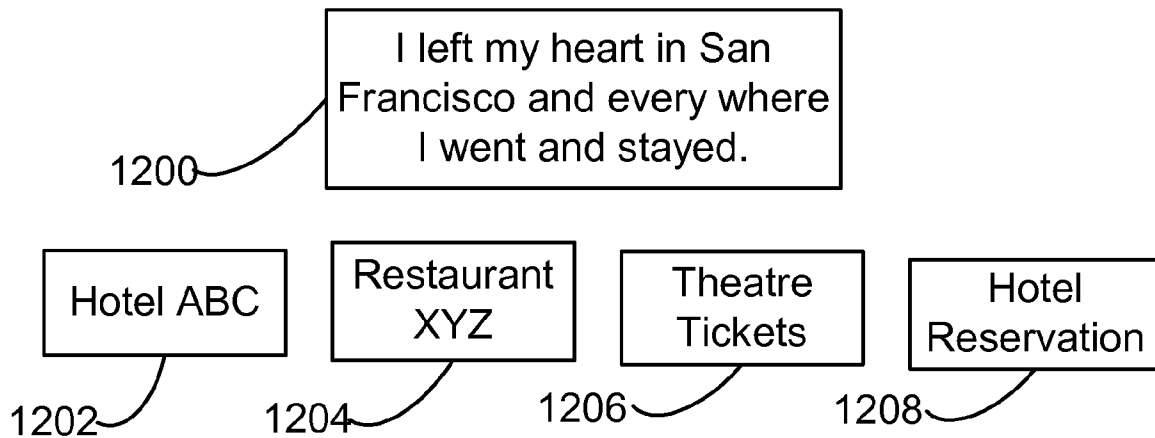 I left my heart in San
Francisco and every where
I went and stayed.
1200
Hotel ABC
Restaurant
XYZ
Theatre
Tickets
Hotel
Reservation
1202
1204
1206
1208